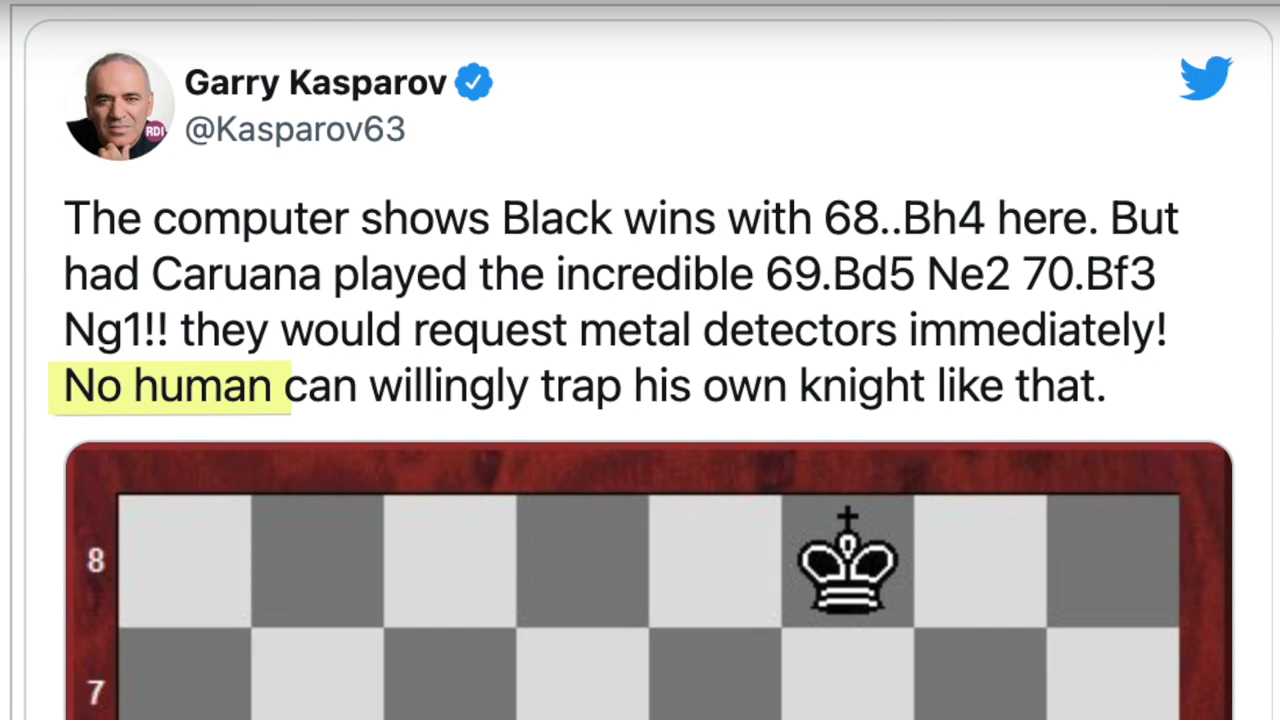 Garry Kasparov
@Kasparov63
The computer shows Black wins with 68..Bh4 here. But
had Caruana played the incredible 69.Bd5 Ne2 70.Bf3
Ng1!! they would request metal detectors immediately!
No human can willingly trap his own knight like that.
RDI
8
7